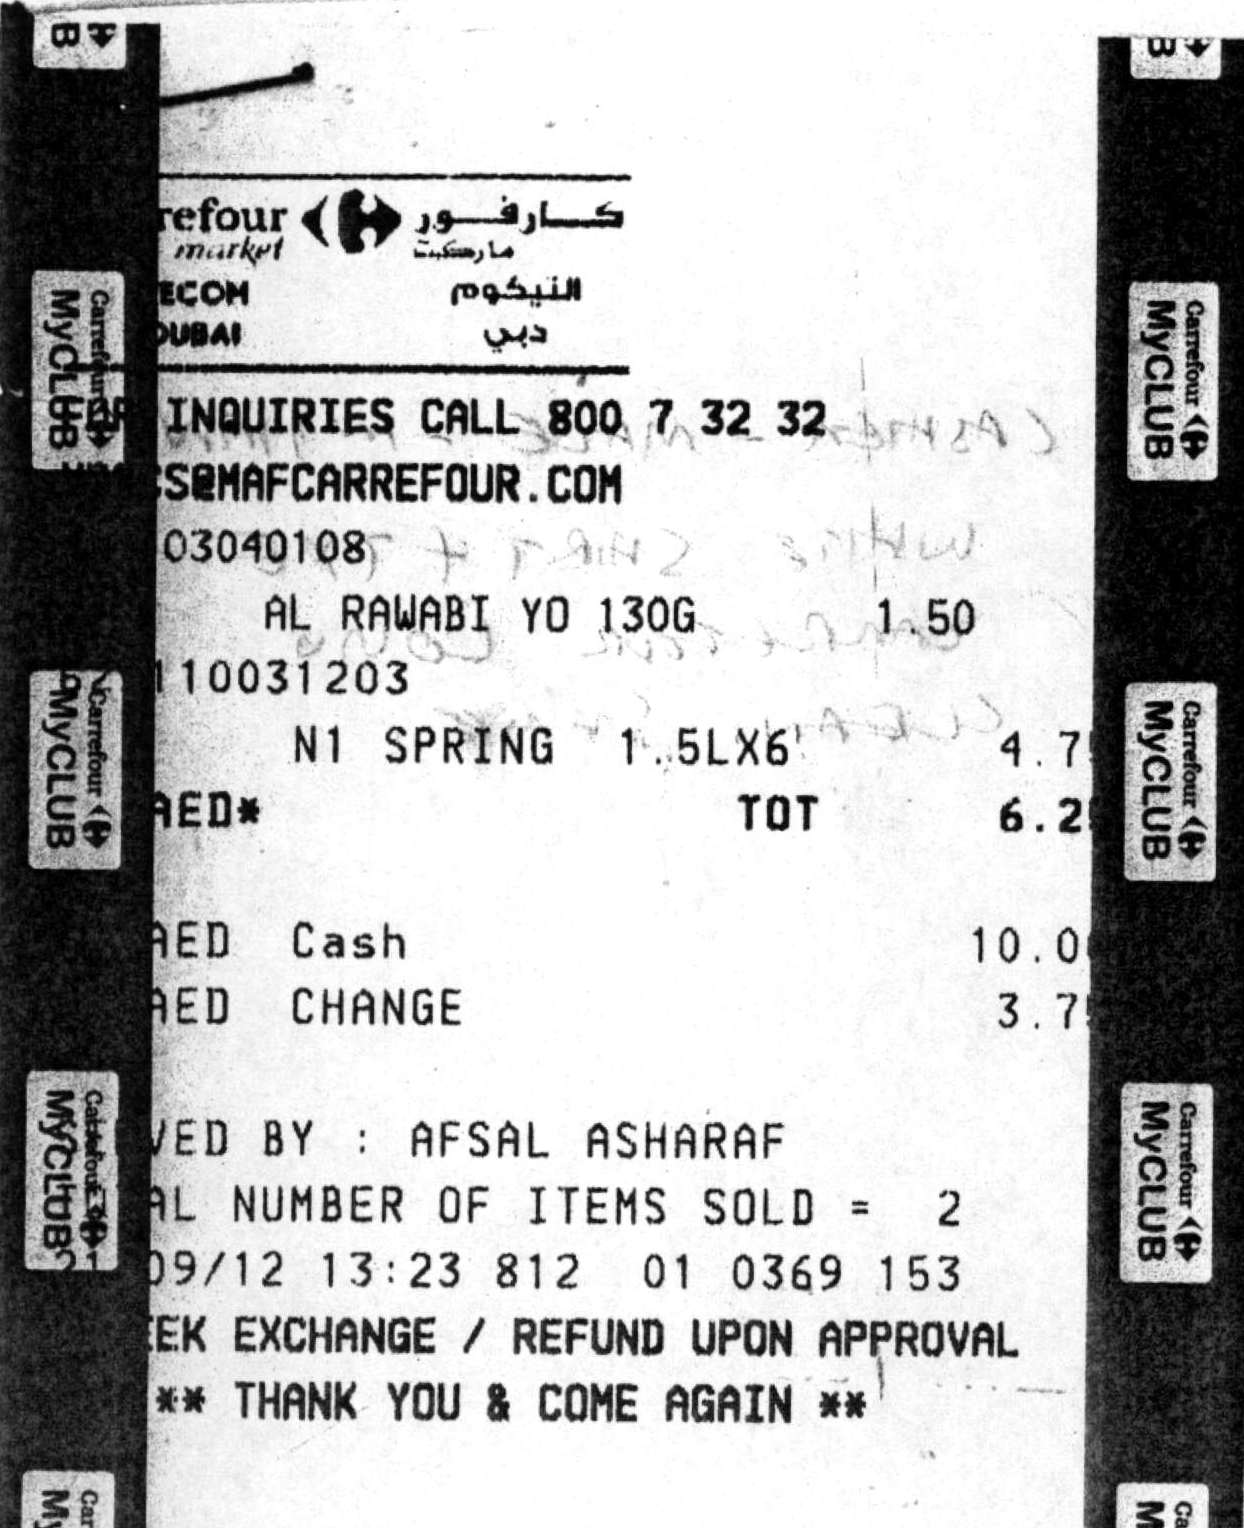 refour كارفور
market ماركت
ECOM التيكوم
DUBAI دبي
INQUIRIES CALL 800 7 32 32
CS@MAFCARREFOUR.COM
03040108
AL RAWABI YO 130G 1.50
110031203
N1 SPRING 1.5LX6 4.7
AED* TOT 6.2
AED Cash 10.0
AED CHANGE 3.7
VED BY : AFSAL ASHARAF
AL NUMBER OF ITEMS SOLD = 2
09/12 13:23 812 01 0369 153
EEK EXCHANGE / REFUND UPON APPROVAL
** THANK YOU & COME AGAIN **
Carrefour MyCLUB
Carrefour MyCLUB
Carrefour MyCLUB
Carrefour MyCLUB
Carrefour MyCLUB
Carrefour MyCLUB